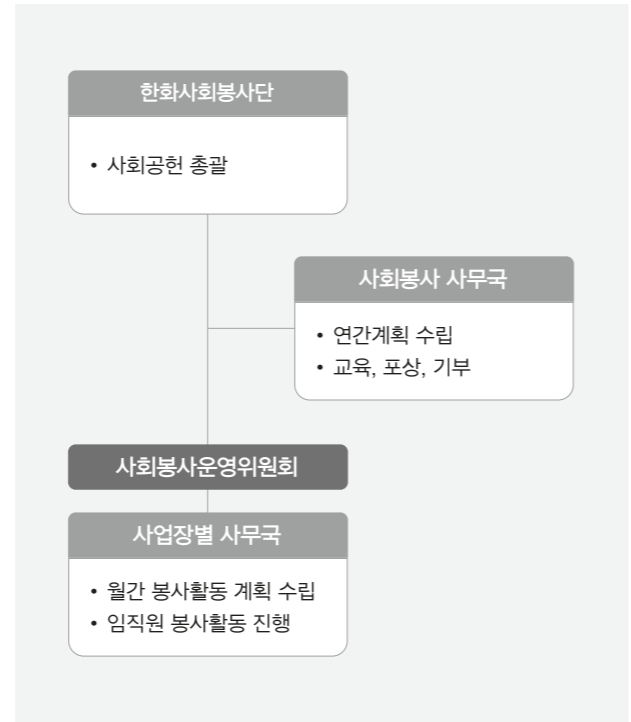 한화사회봉사단
• 사회공헌 총괄
사회봉사 사무국
• 연간계획 수립
• 교육, 포상, 기부
사회봉사운영위원회
사업장별 사무국
• 월간 봉사활동 계획 수립
• 임직원 봉사활동 진행